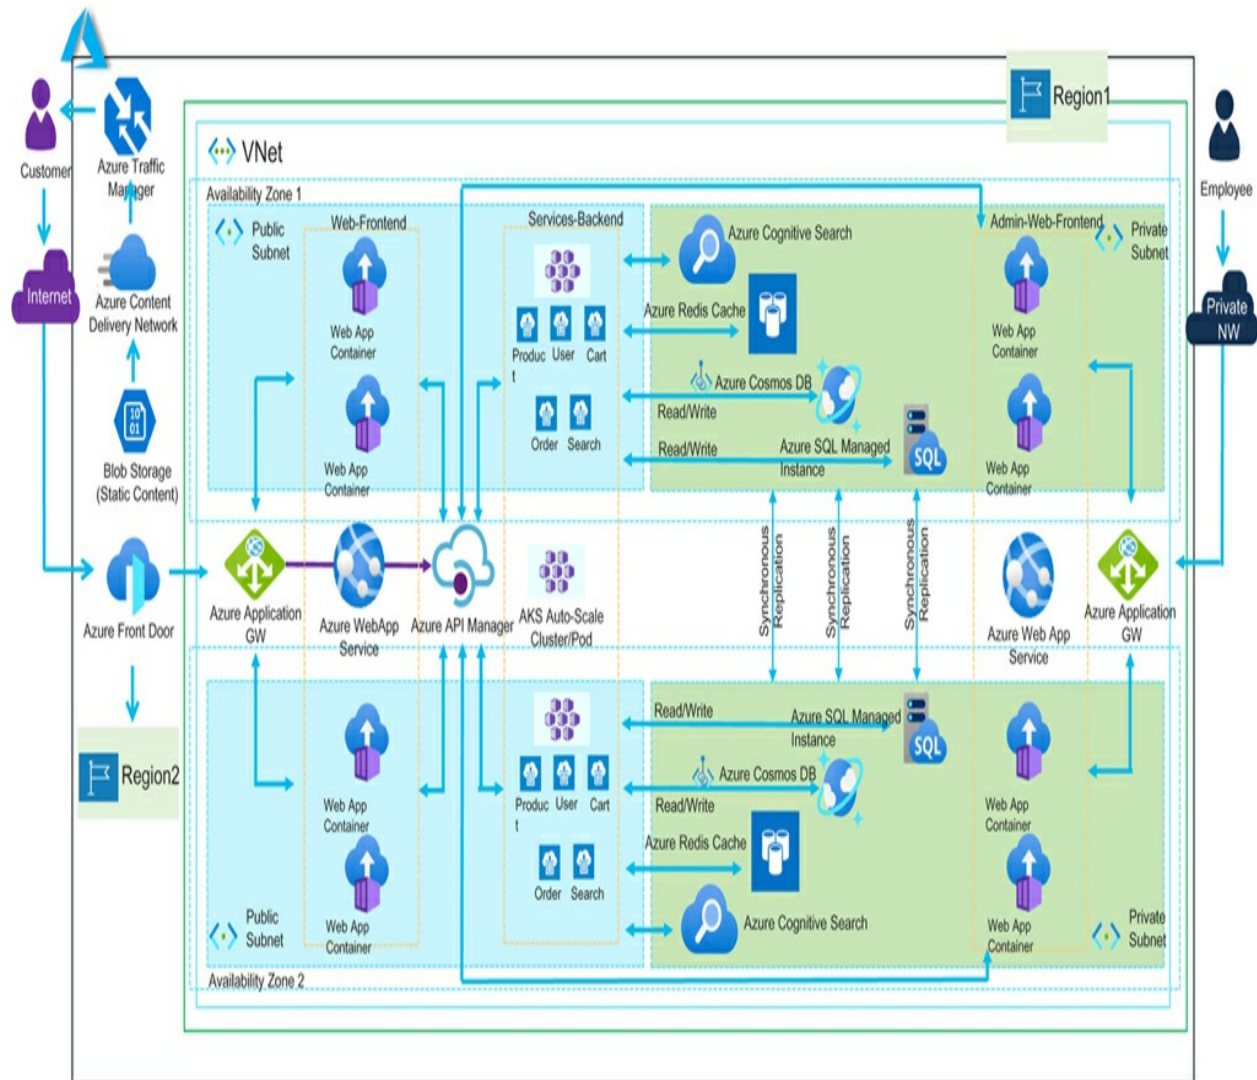 Region1
Customer
Azure Traffic
Manager
VNet
Employee
Availability Zone 1
Public
Subnet
Web-Frontend
Services-Backend
Azure Cognitive Search
Admin-Web-Frontend
Private
Subnet
Internet
Azure Content
Delivery Network
Private
NW
Web App
Container
Produc
t
User
Cart
Azure Redis Cache
Web App
Container
Azure Cosmos DB
Read/Write
Order
Search
Read/Write
Azure SQL Managed
Instance
SQL
10
01
Blob Storage
(Static Content)
Web App
Container
Web App
Container
Synchronous
Replication
Synchronous
Replication
Synchronous
Replication
Azure Front Door
Azure Application
GW
Azure WebApp
Service
Azure API Manager
AKS Auto-Scale
Cluster/Pod
Azure Web App
Service
Azure Application
GW
Region2
Web App
Container
Read/Write
Azure SQL Managed
Instance
SQL
Produc
t
User
Cart
Azure Cosmos DB
Read/Write
Web App
Container
Azure Redis Cache
Order
Search
Public
Subnet
Web App
Container
Azure Cognitive Search
Web App
Container
Private
Subnet
Availability Zone 2